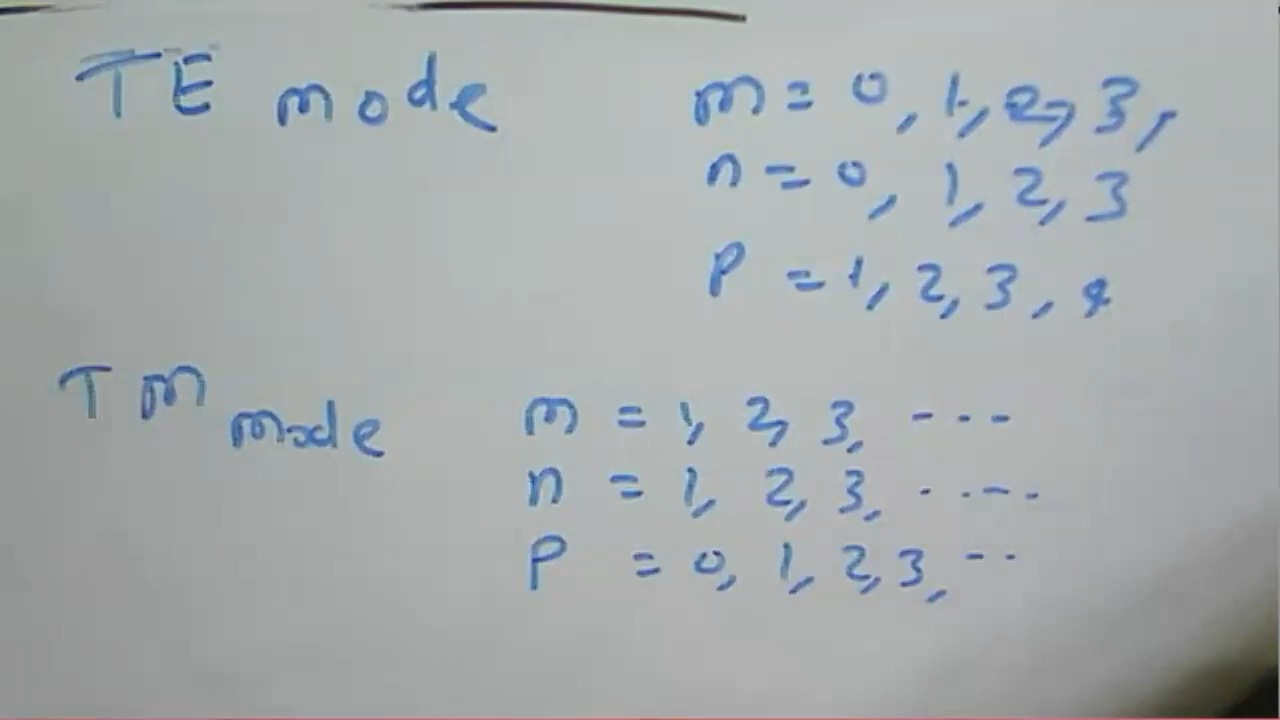 TE mode m = 0, 1, 2, 3,
n = 0, 1, 2, 3
P = 1, 2, 3, 4
TM mode m = 1, 2, 3, ---
n = 1, 2, 3, ----
P = 0, 1, 2, 3, --